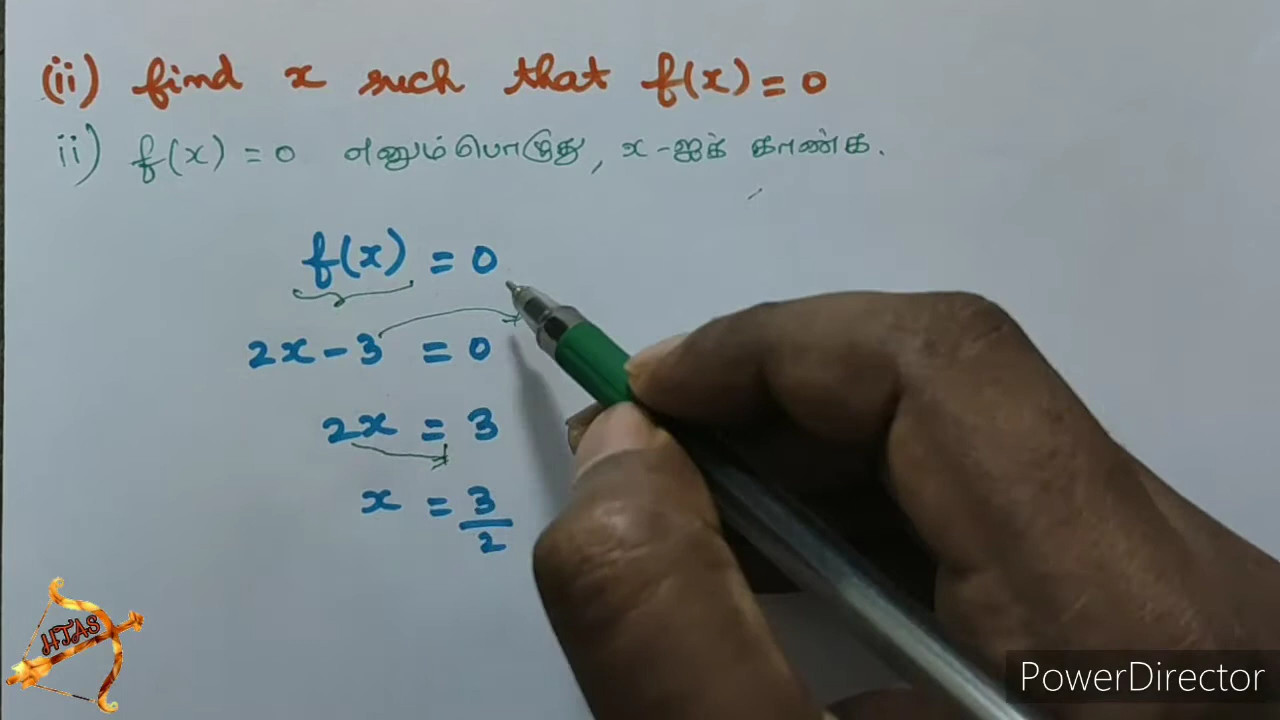 (ii) find x such that f(x) = 0
ii) f(x) = 0 எனும்பொழுது, x-ஐக் காண்க.
f(x) = 0
2x - 3 = 0
2x = 3
x = 3/2
HTAS
PowerDirector